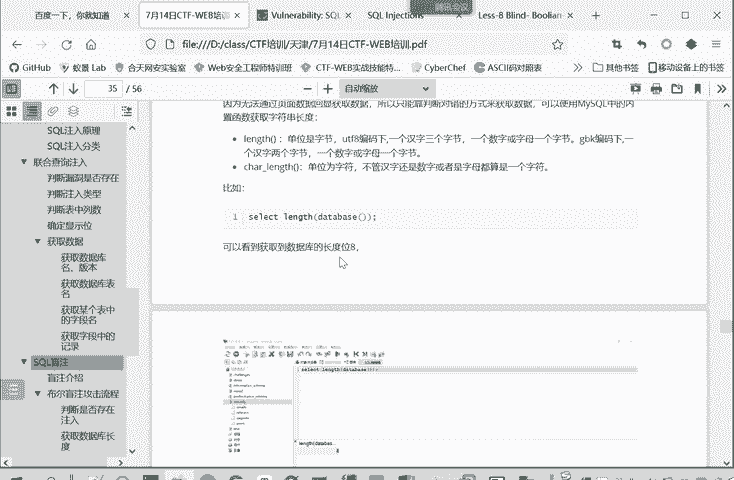 腾讯会议
百度一下，你就知道
7月14日CTF-WEB培训
Vulnerability: SQL
SQL Injections
Less-8 Blind- Boolian-
file:///D:/class/CTF培训/天津/7月14日CTF-WEB培训.pdf
GitHub
蚁景 Lab
合天网安实验室
Web安全工程师特训班
CTF-WEB实战技能特...
CyberChef
ASCII码对照表
其他书签
移动设备上的书签
35 / 56
自动缩放
SQL注入原理
SQL注入分类
联合查询注入
判断漏洞是否存在
判断注入类型
判断表中列数
确定显示位
获取数据
获取数据库
名、版本
获取数据库表
名
获取某个表中
的字段名
获取字段中的
记录
SQL盲注
盲注介绍
布尔盲注攻击流程
判断是否存在
注入
获取数据库长
度
因为无法通过页面数据回显获取数据，所以只能靠判断对错的方式来获取数据，可以使用MySQL中的内
置函数获取字符串长度；
length()：单位是字节，utf8编码下,一个汉字三个字节，一个数字或字母一个字节。gbk编码下,一
个汉字两个字节，一个数字或字母一个字节。
char_length()：单位为字符，不管汉字还是数字或者是字母都算是一个字符。
比如：
1 select length(database());
可以看到获取到数据库的长度位8，
select length(database());